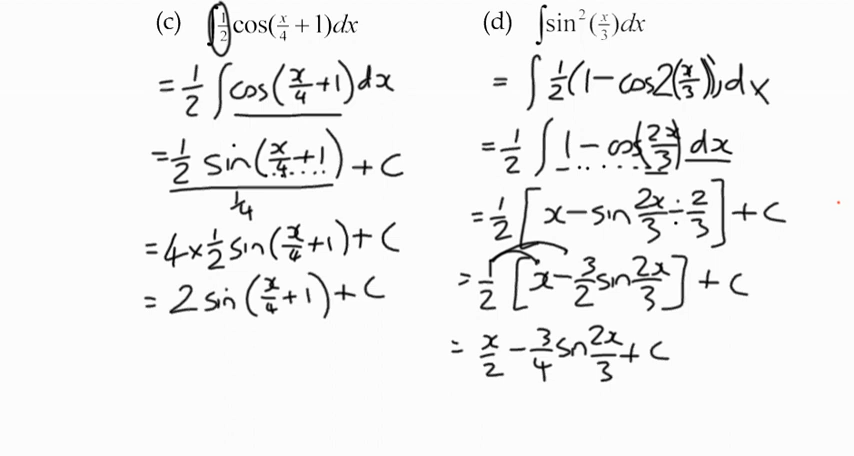 (c) ∫½cos(x/4 + 1)dx
= 1/2 ∫cos(x/4+1)dx
= 1/2 sin(x/4+1) + C
1/4
= 4×1/2 sin(x/4+1)+C
= 2 sin(x/4+1)+C
(d) ∫sin²(x/3)dx
= ∫ 1/2(1-cos2(x/3)) dx
= 1/2 ∫ 1-cos(2x/3) dx
= 1/2 [x-sin 2x/3 ÷ 2/3] + C
= 1/2 [x-3/2 sin 2x/3] + C
= x/2 - 3/4 sn 2x/3 + C